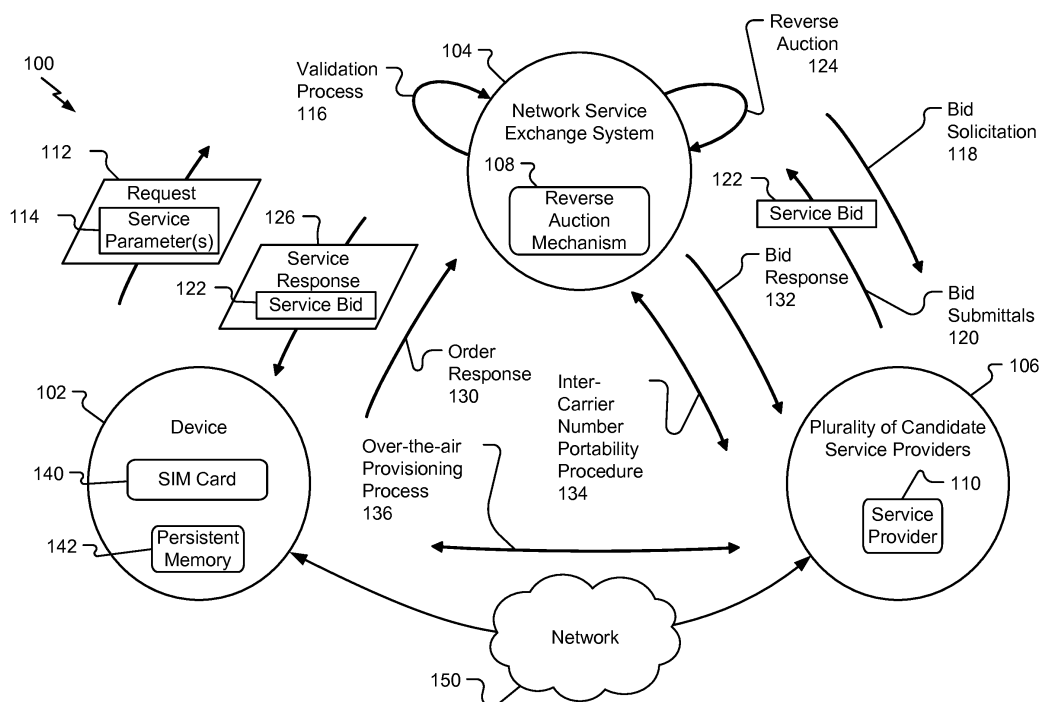 100
112
Request
114
Service
Parameter(s)
126
Service
Response
122
Service Bid
Validation
Process
116
104
Network Service
Exchange System
108
Reverse
Auction
Mechanism
Reverse
Auction
124
Bid
Solicitation
118
122
Service Bid
Bid
Response
132
Bid
Submittals
120
Order
Response
130
Inter-
Carrier
Number
Portability
Procedure
134
Over-the-air
Provisioning
Process
136
102
Device
140
SIM Card
142
Persistent
Memory
106
Plurality of Candidate
Service Providers
110
Service
Provider
Network
150